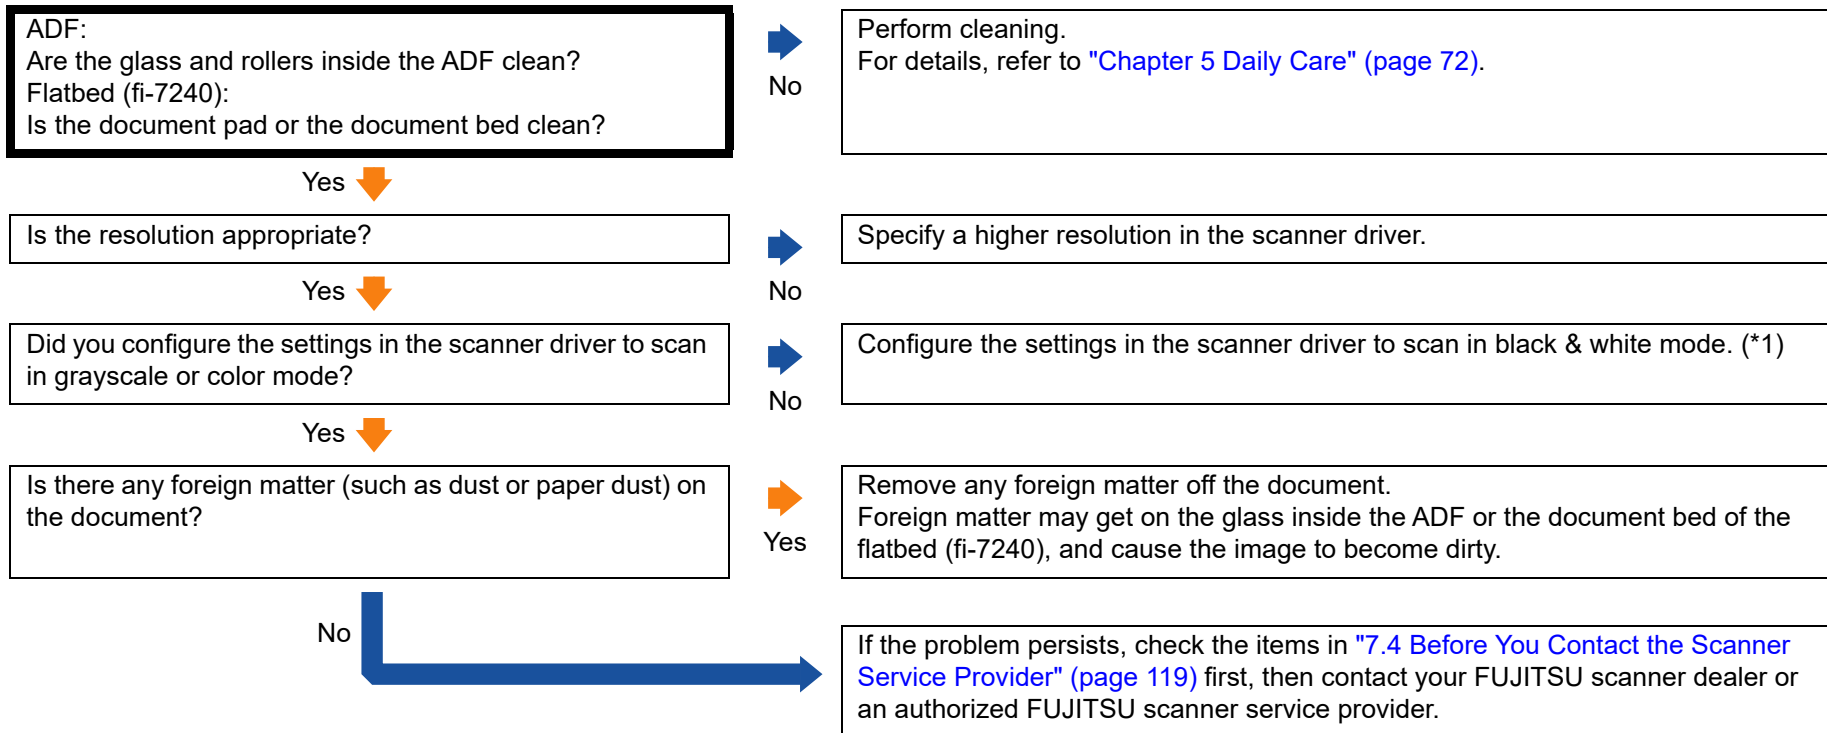 ADF:
Are the glass and rollers inside the ADF clean?
Flatbed (fi-7240):
Is the document pad or the document bed clean?
No
Perform cleaning.
For details, refer to "Chapter 5 Daily Care" (page 72).
Yes
Is the resolution appropriate?
No
Specify a higher resolution in the scanner driver.
Yes
Did you configure the settings in the scanner driver to scan
in grayscale or color mode?
No
Configure the settings in the scanner driver to scan in black & white mode. (*1)
Yes
Is there any foreign matter (such as dust or paper dust) on
the document?
Yes
Remove any foreign matter off the document.
Foreign matter may get on the glass inside the ADF or the document bed of the
flatbed (fi-7240), and cause the image to become dirty.
No
If the problem persists, check the items in "7.4 Before You Contact the Scanner
Service Provider" (page 119) first, then contact your FUJITSU scanner dealer or
an authorized FUJITSU scanner service provider.